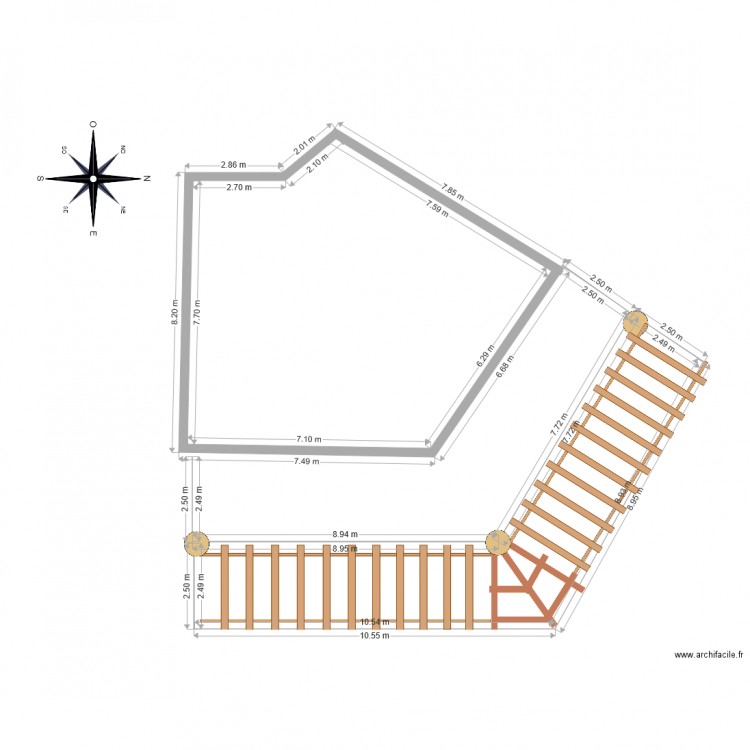 O
SO
NO
S
N
SE
NE
E
2.86 m
2.70 m
2.01 m
2.10 m
7.85 m
7.59 m
8.20 m
7.70 m
6.29 m
6.68 m
7.10 m
7.49 m
2.50 m
2.50 m
2.50 m
2.49 m
7.72 m
7.72 m
8.93 m
8.95 m
2.50 m
2.49 m
8.94 m
8.95 m
2.50 m
2.49 m
10.54 m
10.55 m
www.archifacile.fr